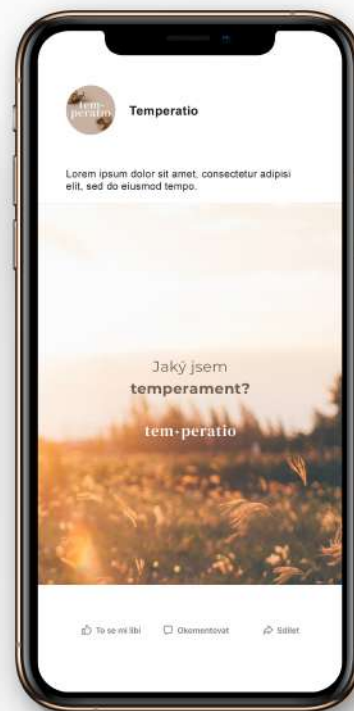 tem-
peratio
Temperatio
Lorem ipsum dolor sit amet, consectetur adipisi
elit, sed do eiusmod tempo.
Jaký jsem
temperament?
tem·peratio
To se mi líbí
Okomentovat
Sdílet